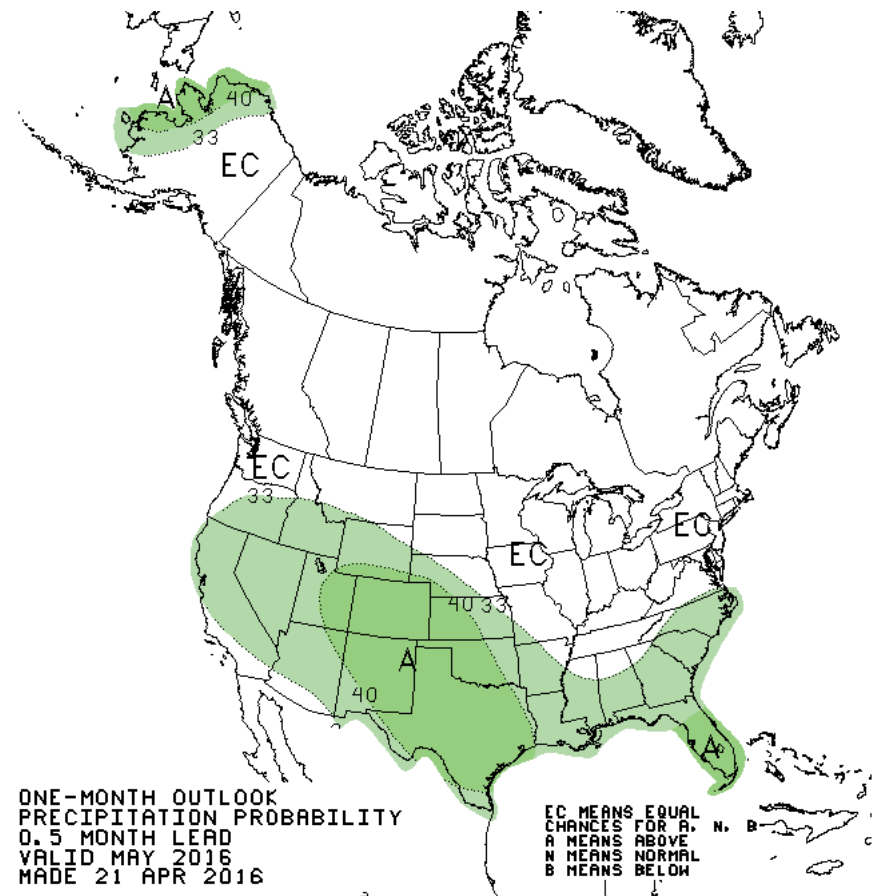 A
40
33
EC
EC
33
EC
EC
40 33
A
40
A
ONE-MONTH OUTLOOK
PRECIPITATION PROBABILITY
0.5 MONTH LEAD
VALID MAY 2016
MADE 21 APR 2016
EC MEANS EQUAL
CHANCES FOR A, N, B
A MEANS ABOVE
N MEANS NORMAL
B MEANS BELOW